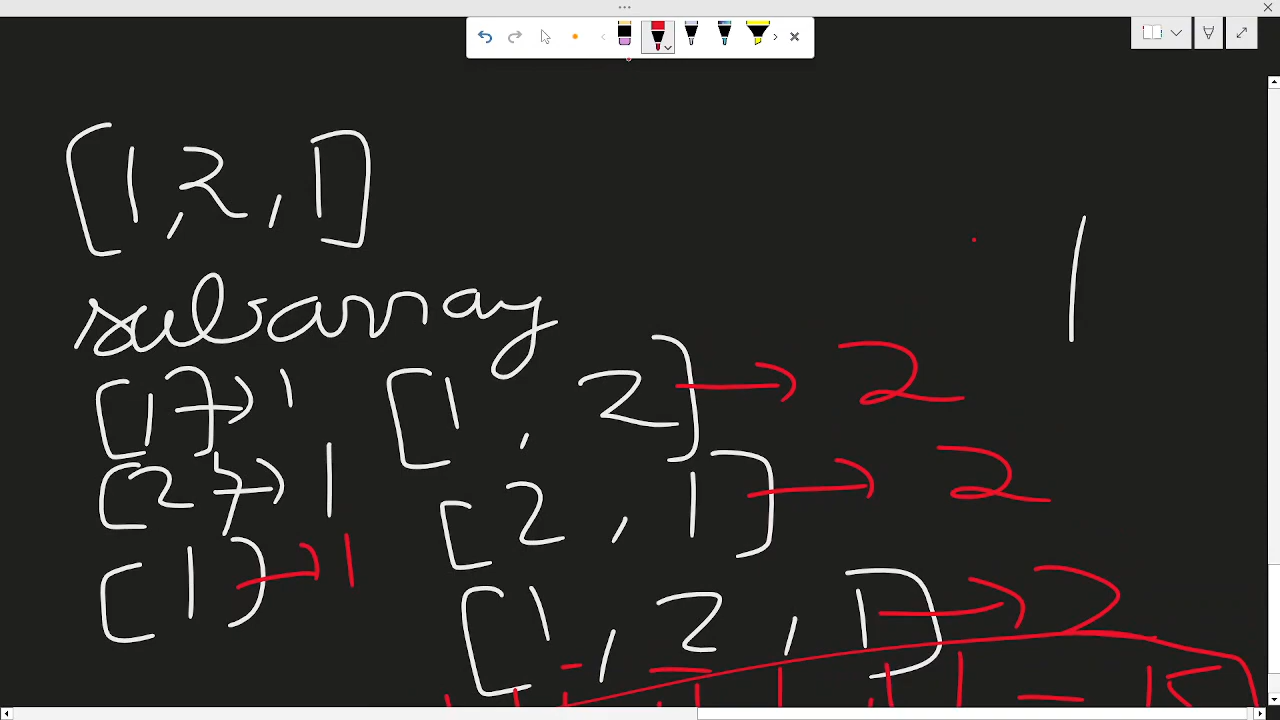 [1,2,1]
1
subarray
[1] → 1 [1, 2] → 2
[2] → 1 [2, 1] → 2
[1] → 1 [1, 2, 1] → 2